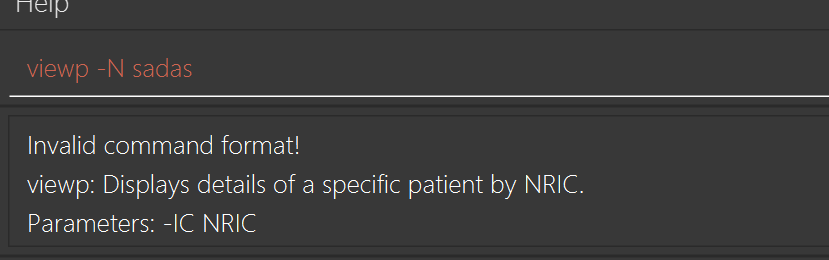 Help
viewp -N sadas
Invalid command format!
viewp: Displays details of a specific patient by NRIC.
Parameters: -IC NRIC